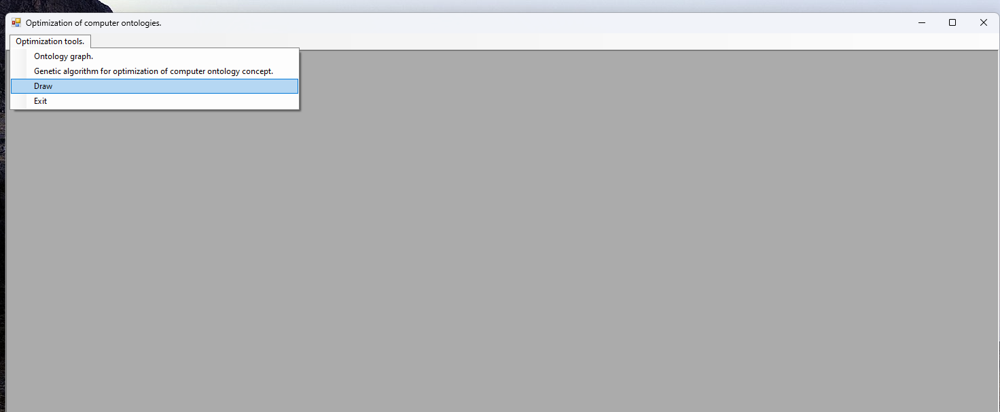 Optimization of computer ontologies.
Optimization tools.
Ontology graph.
Genetic algorithm for optimization of computer ontology concept.
Draw
Exit